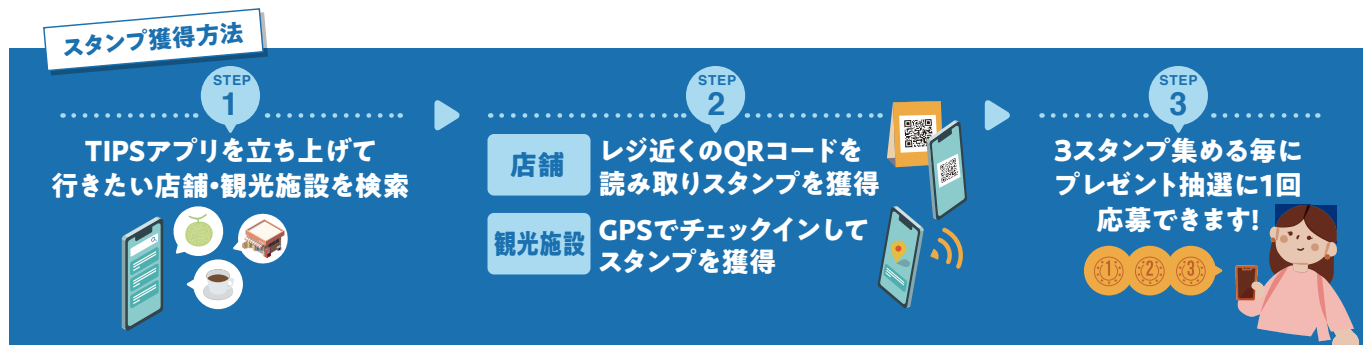 スタンプ獲得方法
STEP
1
TIPSアプリを立ち上げて
行きたい店舗・観光施設を検索
STEP
2
店舗
レジ近くのQRコードを
読み取りスタンプを獲得
観光施設
GPSでチェックインして
スタンプを獲得
STEP
3
3スタンプ集める毎に
プレゼント抽選に1回
応募できます!
1 2 3